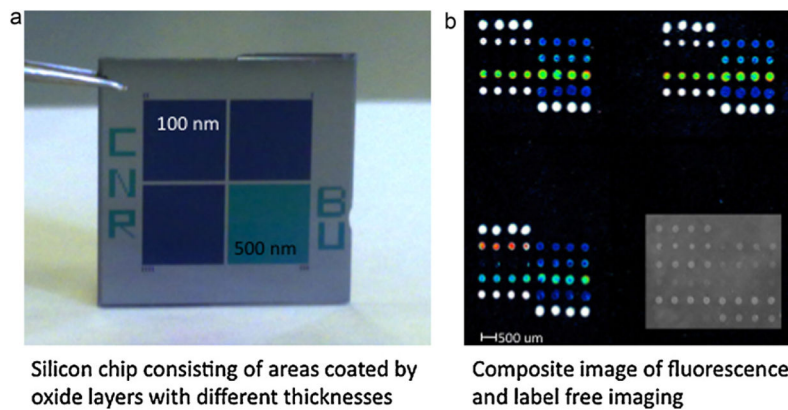 a
b
100 nm
CNR
BU
500 nm
500 um
Silicon chip consisting of areas coated by
oxide layers with different thicknesses
Composite image of fluorescence
and label free imaging